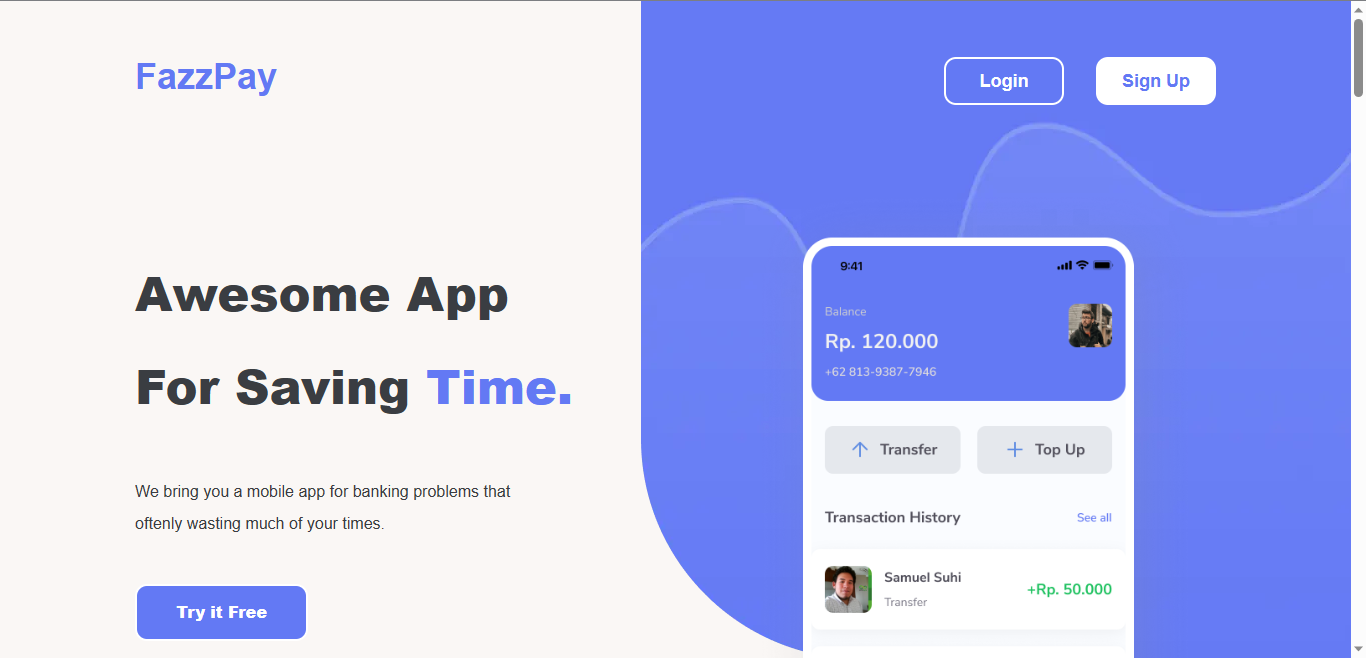 FazzPay
Login
Sign Up
Awesome App
For Saving Time.
We bring you a mobile app for banking problems that
oftenly wasting much of your times.
Try it Free
9:41
Balance
Rp. 120.000
+62 813-9387-7946
Transfer
Top Up
Transaction History
See all
Samuel Suhi
Transfer
+Rp. 50.000